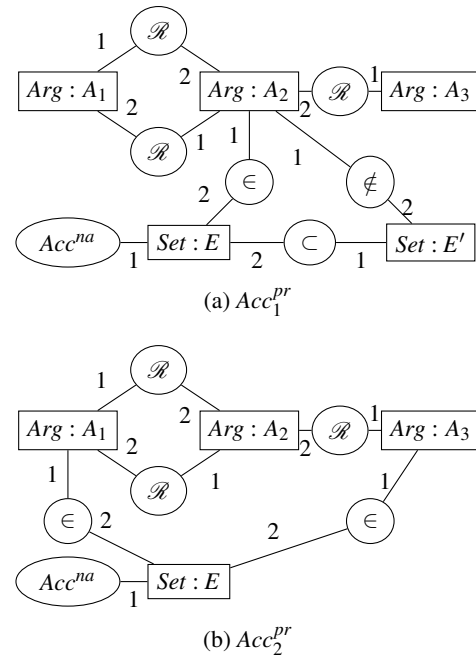 ℛ
1 2
Arg : A₁ Arg : A₂ ℛ 1 Arg : A₃
2 1 2
ℛ 1 1
∈ ∉
2 2
Accⁿᵃ 1 Set : E 2 ⊂ 1 Set : E′
(a) Acc₁ᵖʳ
ℛ
1 2
Arg : A₁ Arg : A₂ ℛ 1 Arg : A₃
1 2 1 2 1
ℛ
∈ 2 2 ∈
Accⁿᵃ 1 Set : E
(b) Acc₂ᵖʳ